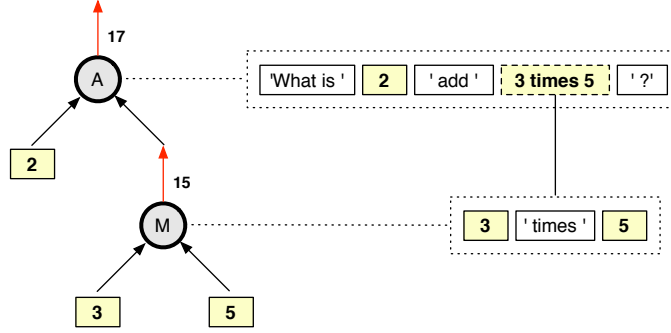 17
A
'What is ' 2 ' add ' 3 times 5 ' ?'
2
15
M
3 ' times ' 5
3 5